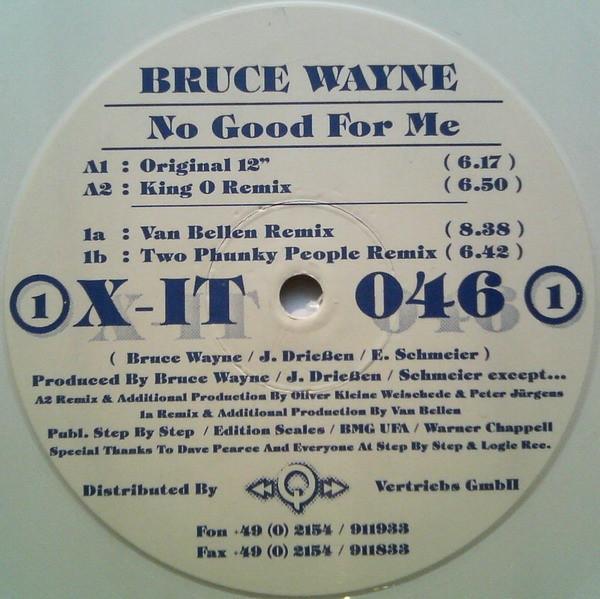 BRUCE WAYNE
No Good For Me
A1 : Original 12" ( 6.17 )
A2 : King O Remix ( 6.50 )
1a : Van Bellen Remix ( 8.38 )
1b : Two Phunky People Remix ( 6.42 )
1 X-IT 046 1
( Bruce Wayne / J. Drießen / E. Schmeier )
Produced By Bruce Wayne / J. Drießen / Schmeier except...
A2 Remix & Additional Production By Oliver Kleine Weischede & Peter Jürgens
1a Remix & Additional Production By Van Bellen
Publ. Step By Step / Edition Scales / BMG UFA / Warner Chappell
Special Thanks To Dave Pearce And Everyone At Step By Step & Logic Rec.
Distributed By Q Vertriebs GmbH
Fon +49 (0) 2154 / 911933
Fax +49 (0) 2154 / 911833